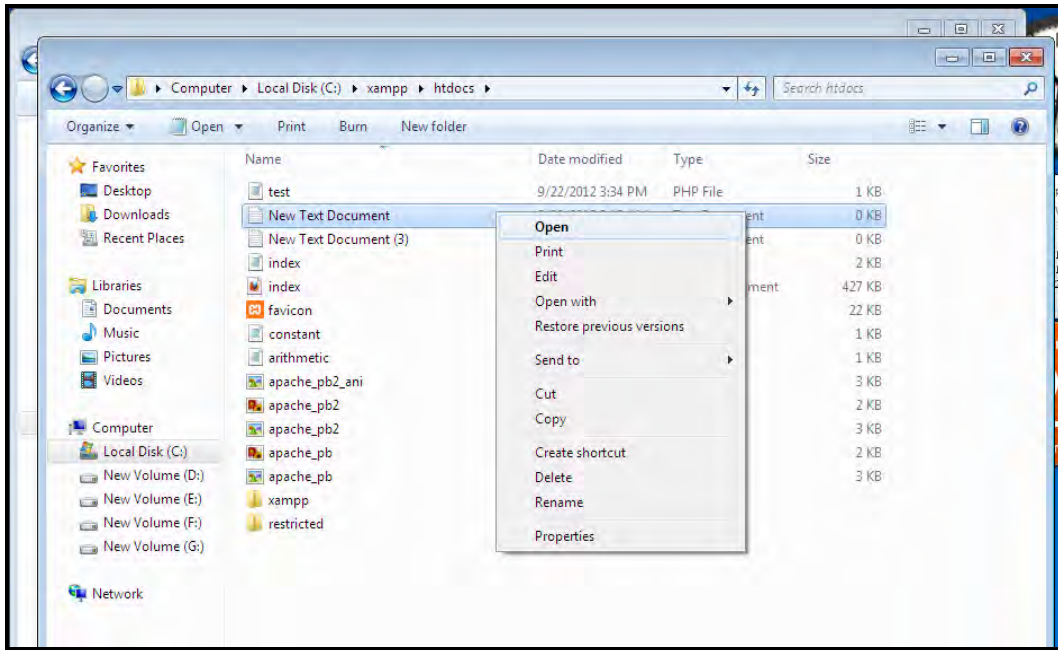 Computer Local Disk (C:) xampp htdocs Search htdocs
Organize Open Print Burn New folder
Name Date modified Type Size
Favorites
Desktop
Downloads
Recent Places
Libraries
Documents
Music
Pictures
Videos
Computer
Local Disk (C:)
New Volume (D:)
New Volume (E:)
New Volume (F:)
New Volume (G:)
Network
test 9/22/2012 3:34 PM PHP File 1 KB
New Text Document ent 0 KB
New Text Document (3) ent 0 KB
index 2 KB
index ment 427 KB
favicon 22 KB
constant 1 KB
arithmetic 1 KB
apache_pb2_ani 3 KB
apache_pb2 2 KB
apache_pb2 3 KB
apache_pb 2 KB
apache_pb 3 KB
xampp
restricted
Open
Print
Edit
Open with
Restore previous versions
Send to
Cut
Copy
Create shortcut
Delete
Rename
Properties